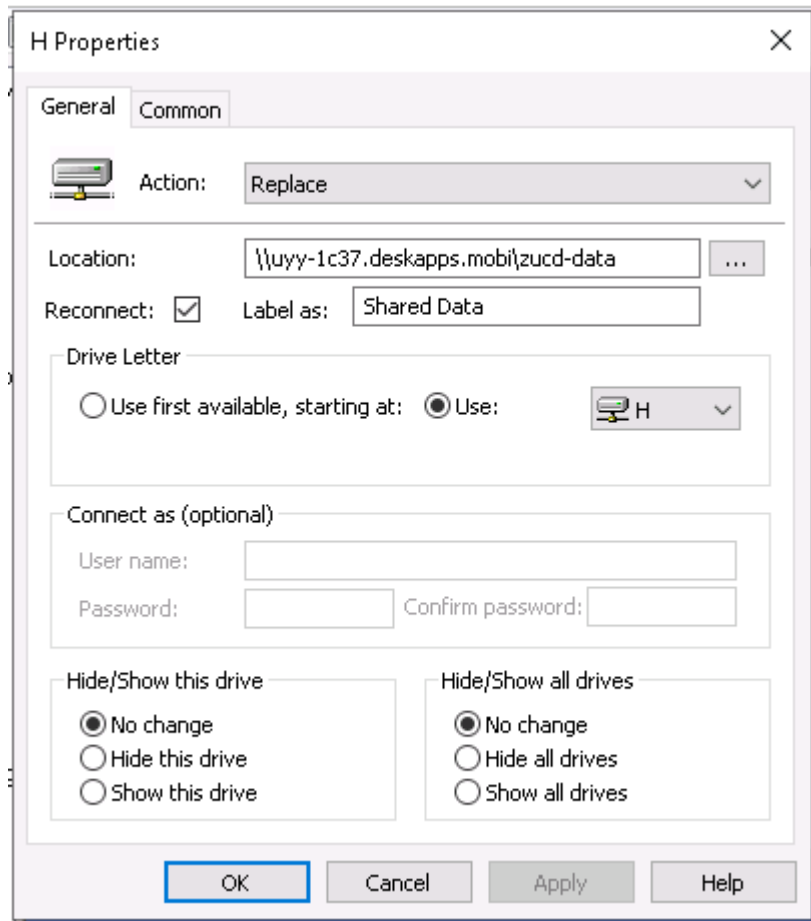 H Properties
General Common
Action: Replace
Location: \\uyy-1c37.deskapps.mobi\zucd-data ...
Reconnect: Label as: Shared Data
Drive Letter
Use first available, starting at: Use: H
Connect as (optional)
User name:
Password: Confirm password:
Hide/Show this drive
No change
Hide this drive
Show this drive
Hide/Show all drives
No change
Hide all drives
Show all drives
OK Cancel Apply Help